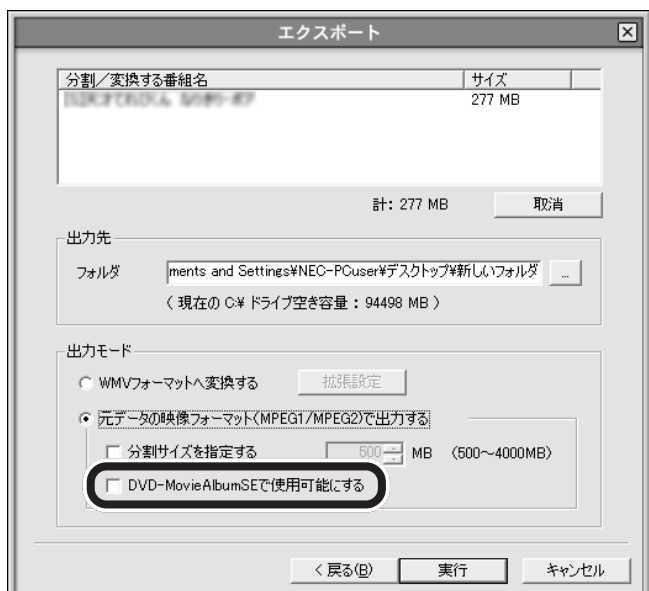 エクスポート
分割／変換する番組名 サイズ
277 MB
計: 277 MB 取消
出力先
フォルダ ments and Settings¥NEC-PCuser¥デスクトップ¥新しいフォルダ ...
( 現在の C:¥ ドライブ空き容量 : 94498 MB )
出力モード
WMVフォーマットへ変換する 拡張設定
元データの映像フォーマット(MPEG1/MPEG2)で出力する
分割サイズを指定する 500 MB (500～4000MB)
DVD-MovieAlbumSEで使用可能にする
< 戻る(B) 実行 キャンセル